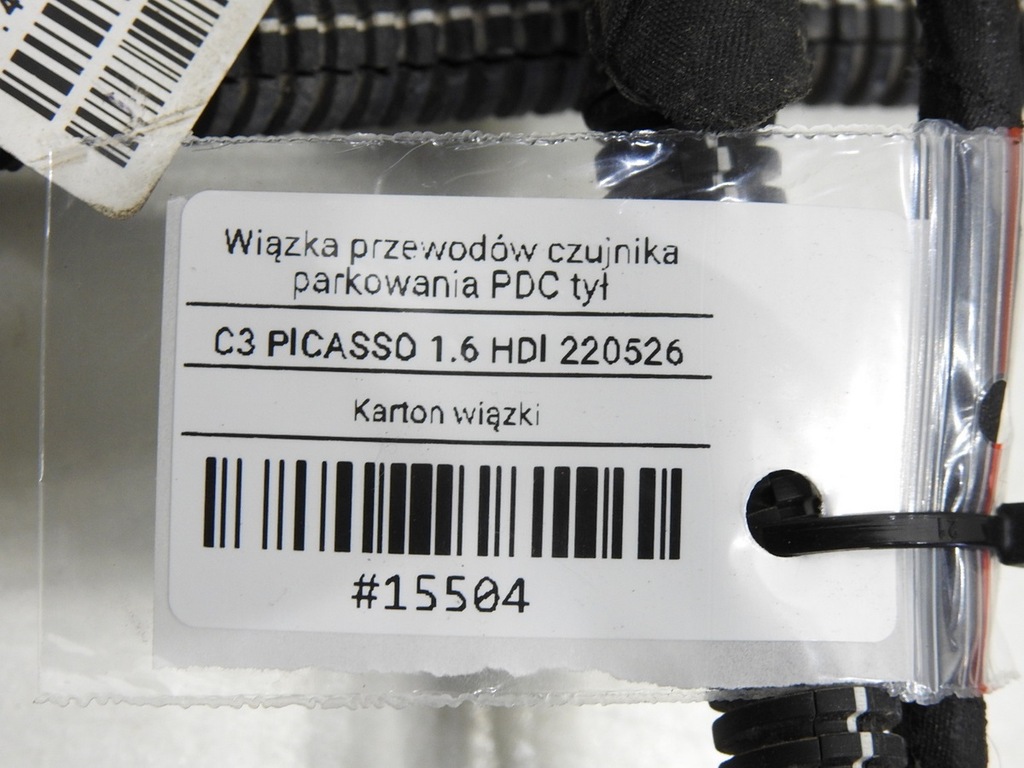 Wiązka przewodów czujnika
parkowania PDC tył
C3 PICASSO 1.6 HDI 220526
Karton wiązki
#15504